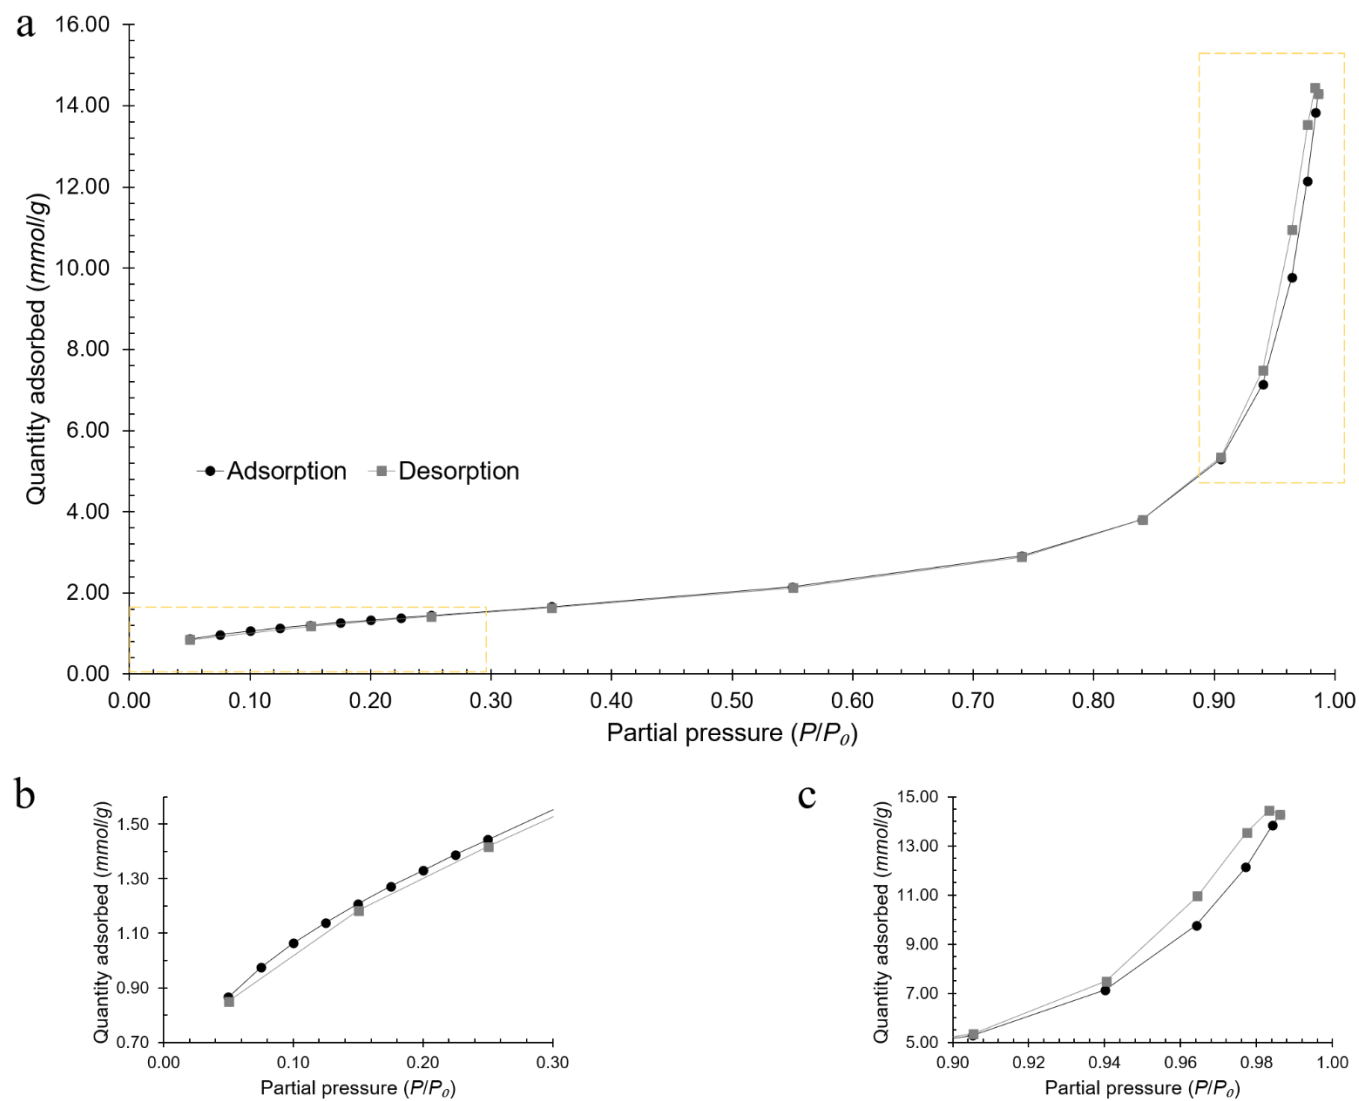 a
16.00
14.00
12.00
10.00
8.00
6.00
4.00
2.00
0.00
Quantity adsorbed (mmol/g)
Adsorption Desorption
0.00 0.10 0.20 0.30 0.40 0.50 0.60 0.70 0.80 0.90 1.00
Partial pressure (P/P₀)
b
1.50
1.30
1.10
0.90
0.70
Quantity adsorbed (mmol/g)
0.00 0.10 0.20 0.30
Partial pressure (P/P₀)
c
15.00
13.00
11.00
9.00
7.00
5.00
Quantity adsorbed (mmol/g)
0.90 0.92 0.94 0.96 0.98 1.00
Partial pressure (P/P₀)